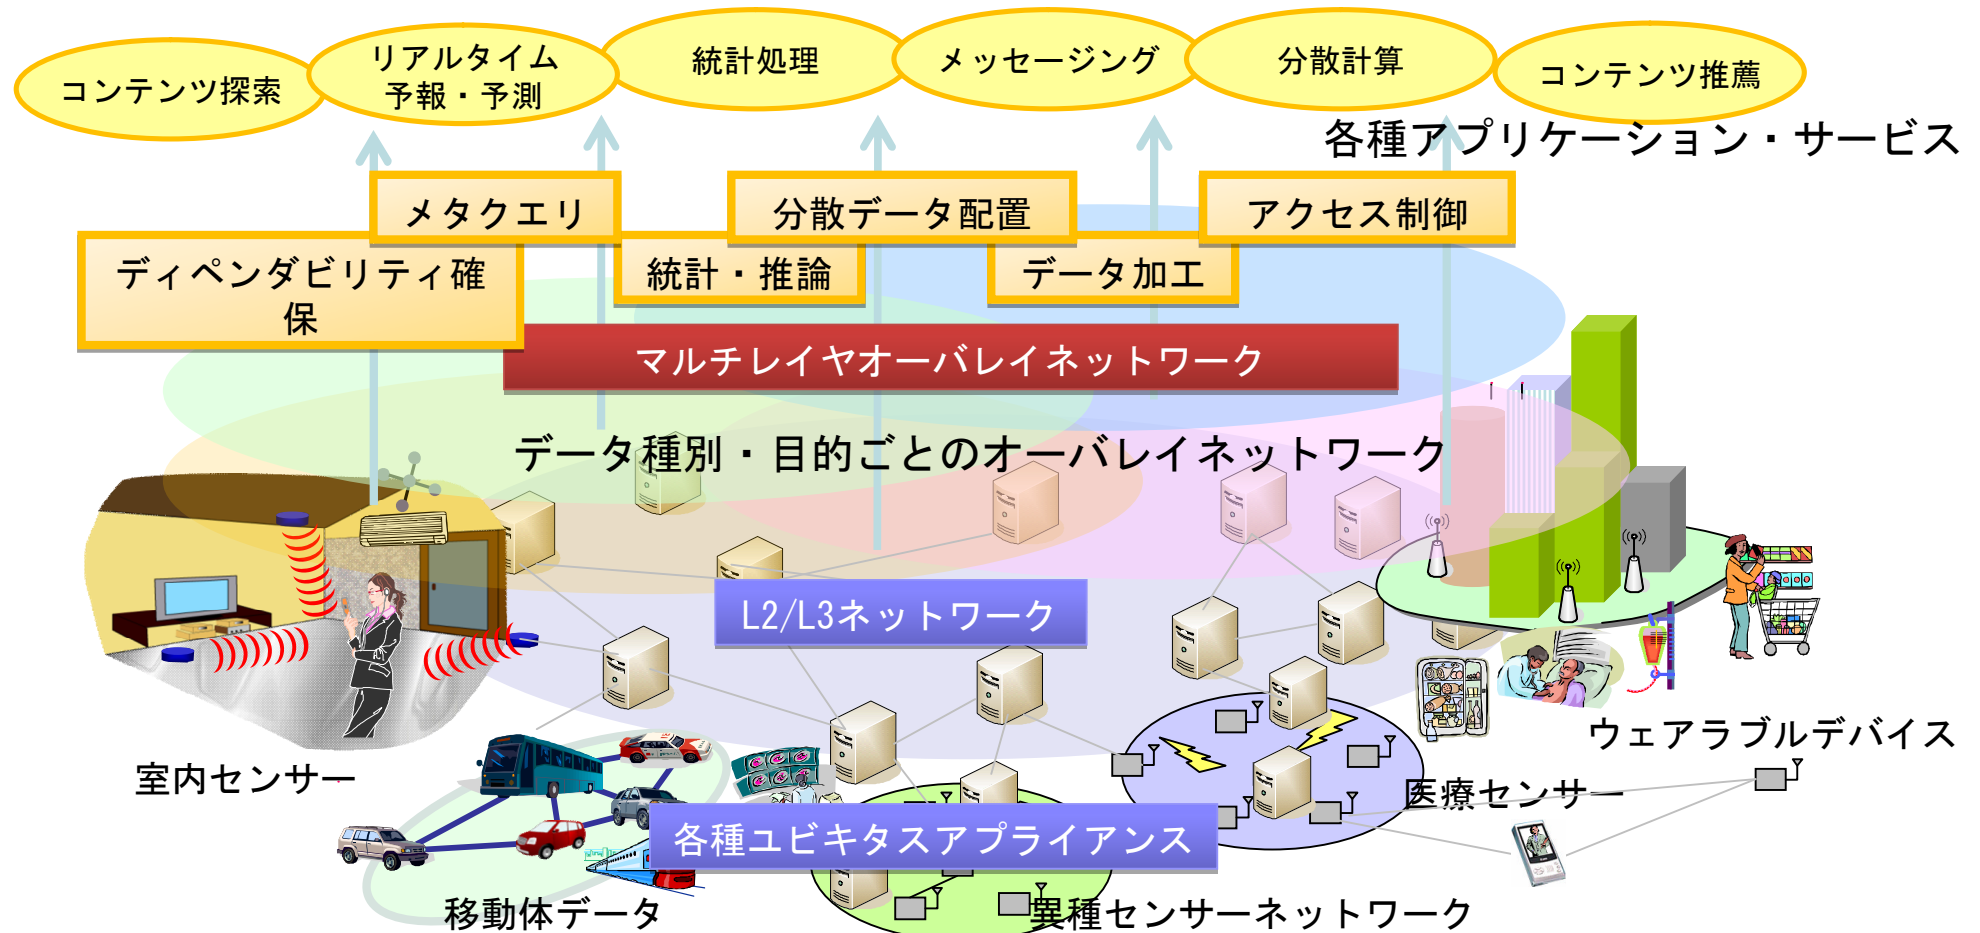 コンテンツ探索
リアルタイム
予報・予測
統計処理
メッセージング
分散計算
コンテンツ推薦
各種アプリケーション・サービス
メタクエリ
分散データ配置
アクセス制御
ディペンダビリティ確
保
統計・推論
データ加工
マルチレイヤオーバレイネットワーク
データ種別・目的ごとのオーバレイネットワーク
L2/L3ネットワーク
ウェアラブルデバイス
室内センサー
医療センサー
各種ユビキタスアプライアンス
移動体データ
異種センサーネットワーク